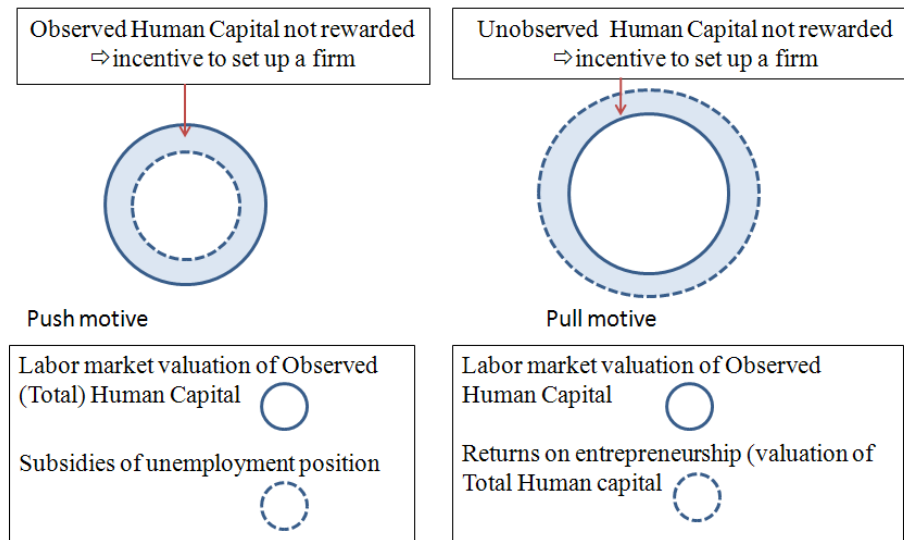 Observed Human Capital not rewarded
⇨incentive to set up a firm
Unobserved Human Capital not rewarded
⇨incentive to set up a firm
Push motive
Pull motive
Labor market valuation of Observed
(Total) Human Capital
Subsidies of unemployment position
Labor market valuation of Observed
Human Capital
Returns on entrepreneurship (valuation of
Total Human capital